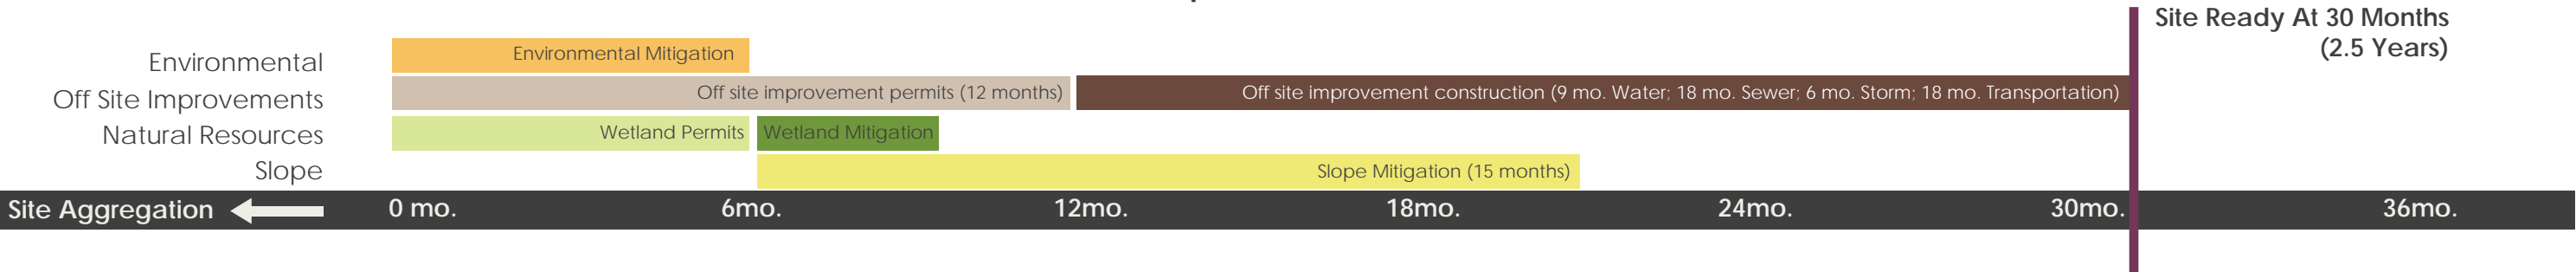 Site Ready At 30 Months
(2.5 Years)
Environmental
Environmental Mitigation
Off Site Improvements
Off site improvement permits (12 months)
Off site improvement construction (9 mo. Water; 18 mo. Sewer; 6 mo. Storm; 18 mo. Transportation)
Natural Resources
Wetland Permits
Wetland Mitigation
Slope
Slope Mitigation (15 months)
Site Aggregation
0 mo.
6mo.
12mo.
18mo.
24mo.
30mo.
36mo.